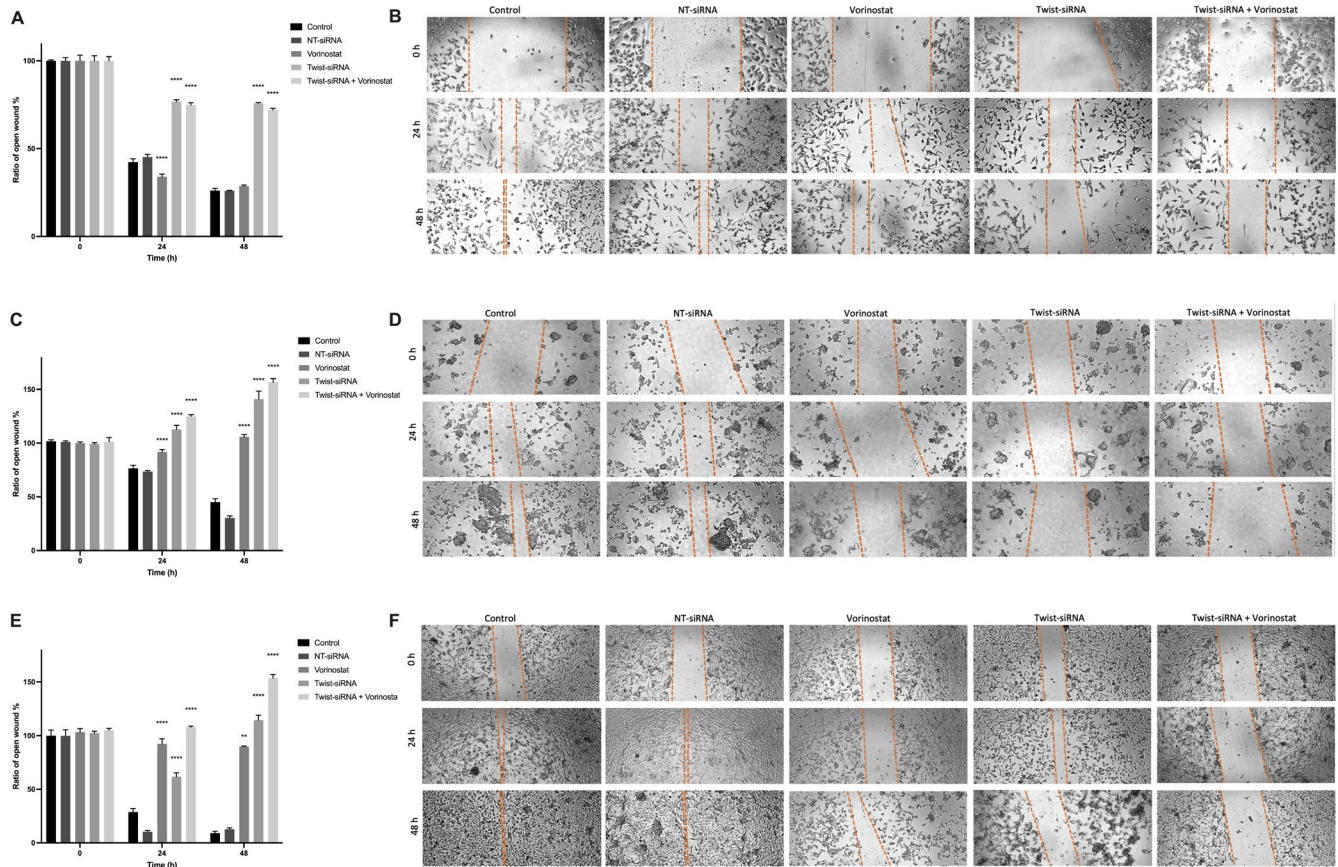 A
Control
NT-siRNA
Vorinostat
Twist-siRNA
Twist-siRNA + Vorinostat
Ratio of open wound %
100
50
0
**** ****
****
**** ****
0 24 48
Time (h)
B
Control NT-siRNA Vorinostat Twist-siRNA Twist-siRNA + Vorinostat
0 h
24 h
48 h
C
Control
NT-siRNA
Vorinostat
Twist-siRNA
Twist-siRNA + Vorinostat
Ratio of open wound %
150
100
50
0
**** **** ****
**** **** ****
0 24 48
Time (h)
D
Control NT-siRNA Vorinostat Twist-siRNA Twist-siRNA + Vorinostat
0 h
24 h
48 h
E
Control
NT-siRNA
Vorinostat
Twist-siRNA
Twist-siRNA + Vorinosta
Ratio of open wound %
150
100
50
0
**** **** ****
** **** ****
0 24 48
Time (h)
F
Control NT-siRNA Vorinostat Twist-siRNA Twist-siRNA + Vorinostat
0 h
24 h
48 h